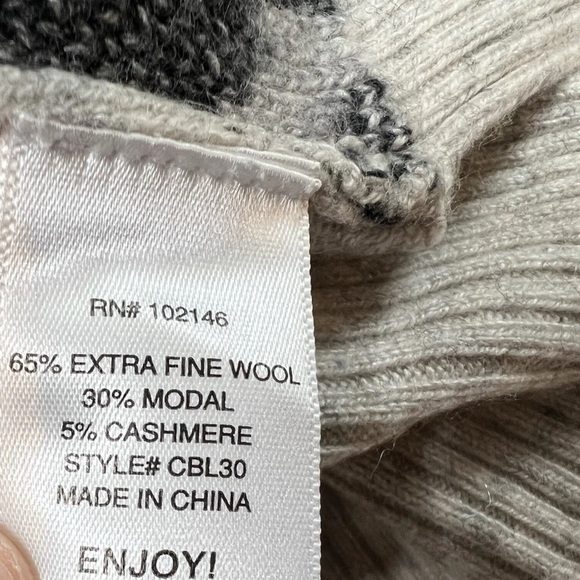 RN# 102146
65% EXTRA FINE WOOL
30% MODAL
5% CASHMERE
STYLE# CBL30
MADE IN CHINA
ENJOY!